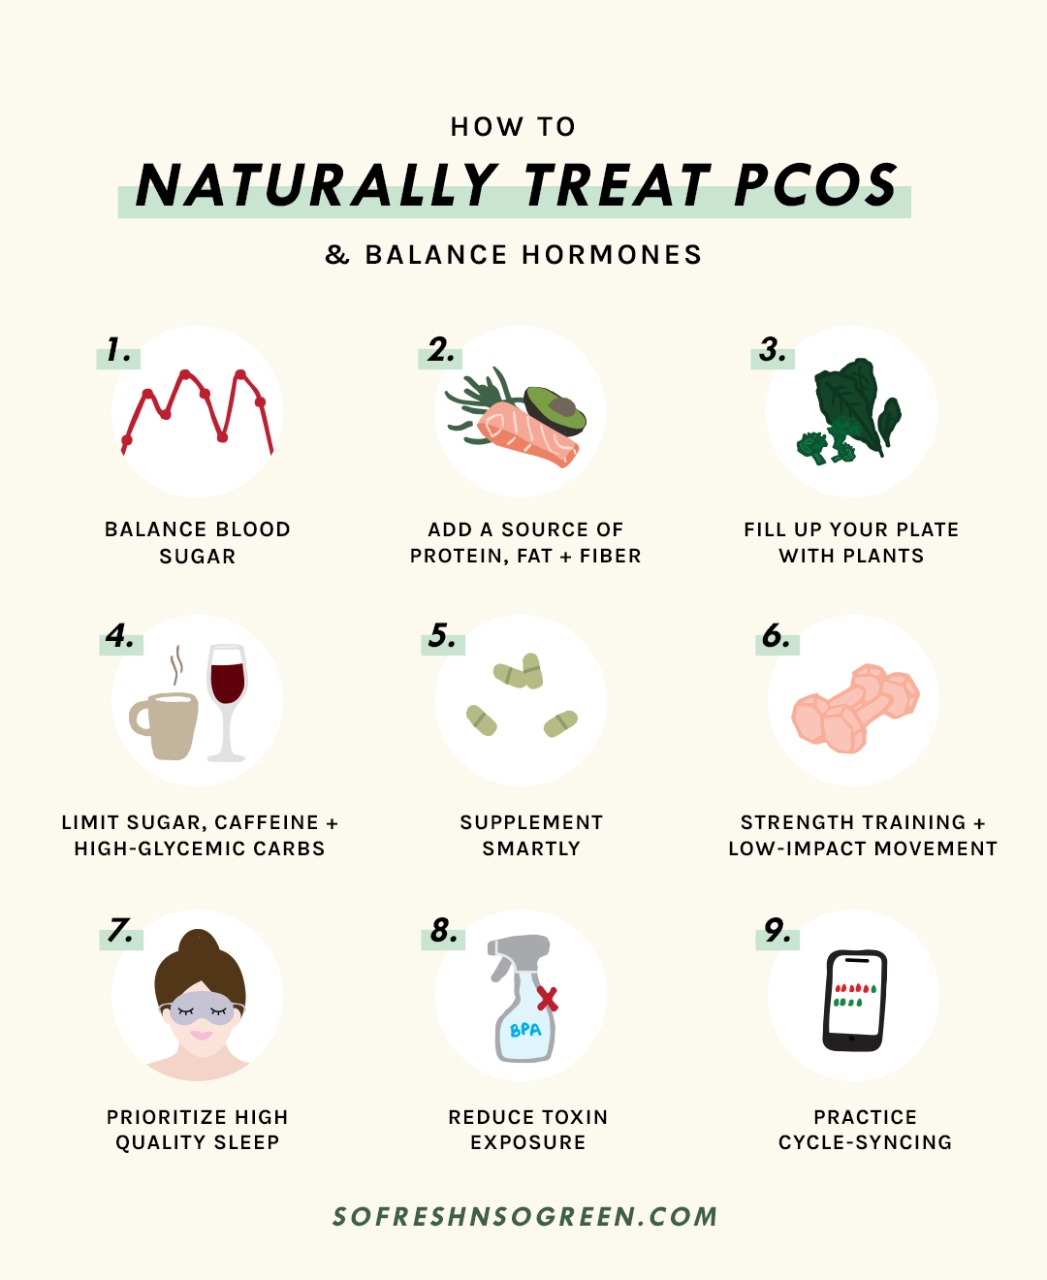 HOW TO
NATURALLY TREAT PCOS
& BALANCE HORMONES
1.
BALANCE BLOOD
SUGAR
2.
ADD A SOURCE OF
PROTEIN, FAT + FIBER
3.
FILL UP YOUR PLATE
WITH PLANTS
4.
LIMIT SUGAR, CAFFEINE +
HIGH-GLYCEMIC CARBS
5.
SUPPLEMENT
SMARTLY
6.
STRENGTH TRAINING +
LOW-IMPACT MOVEMENT
7.
PRIORITIZE HIGH
QUALITY SLEEP
8.
BPA
REDUCE TOXIN
EXPOSURE
9.
PRACTICE
CYCLE-SYNCING
SOFRESHNSOGREEN.COM